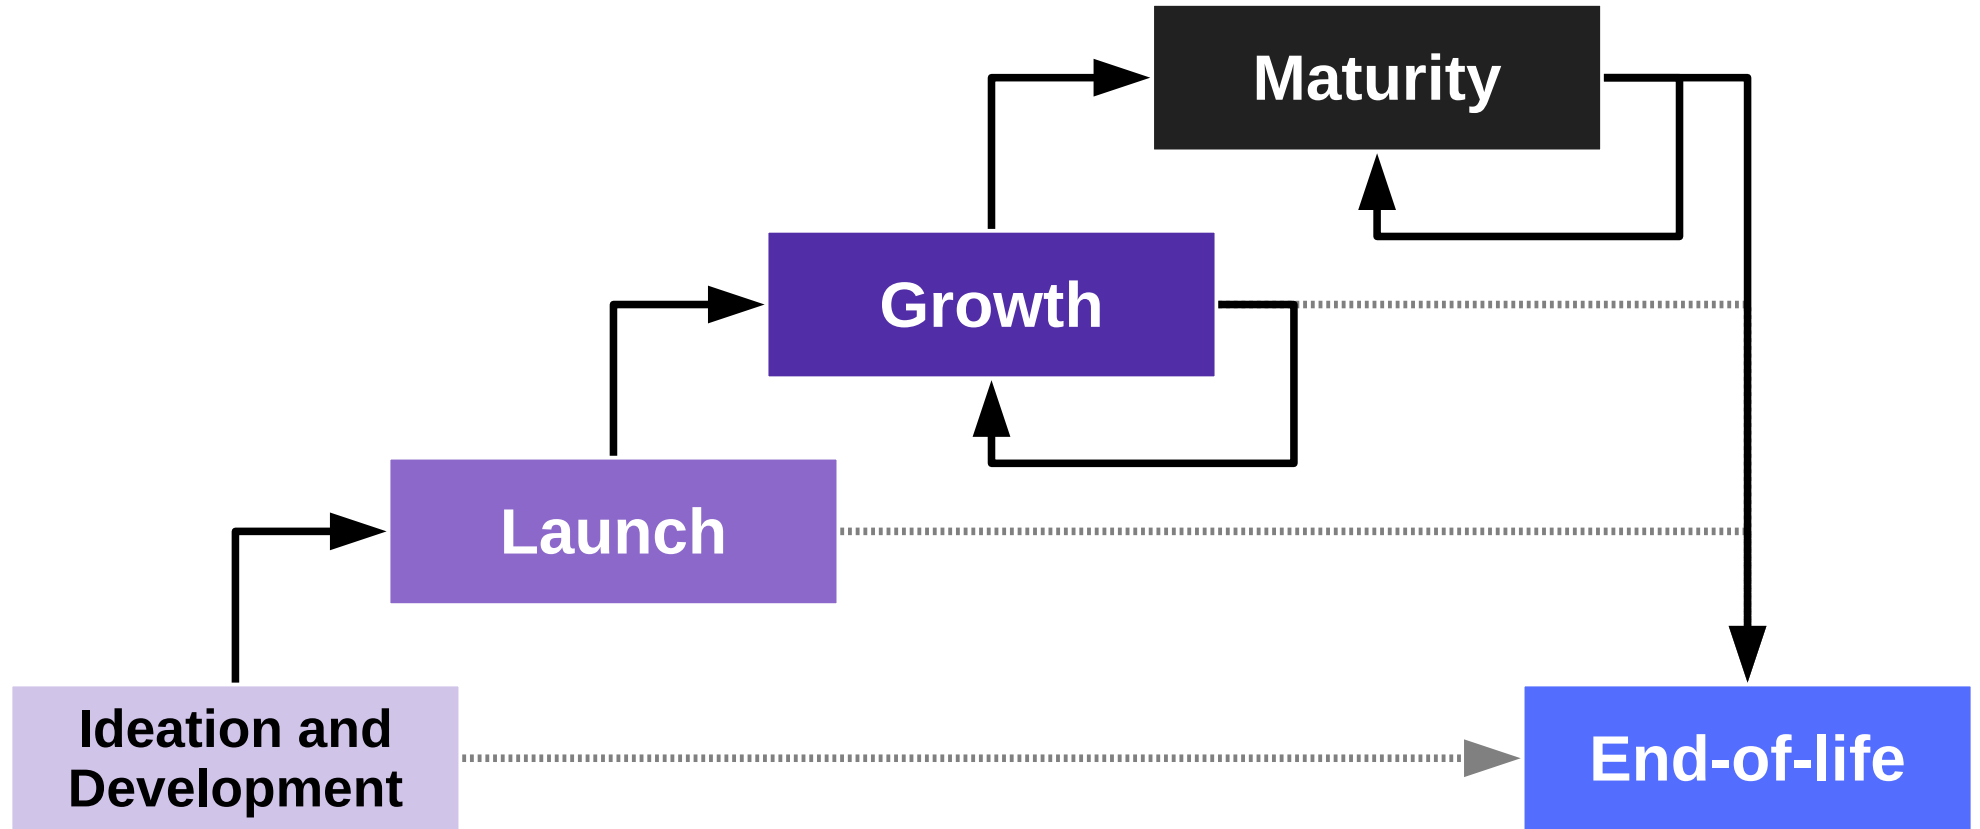 Maturity
Growth
Launch
Ideation and
Development
End-of-life